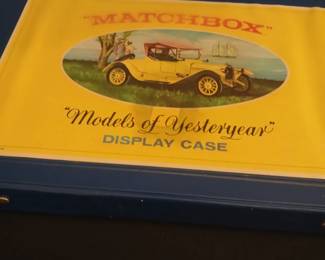 "MATCHBOX"
"Models of Yesteryear"
DISPLAY CASE